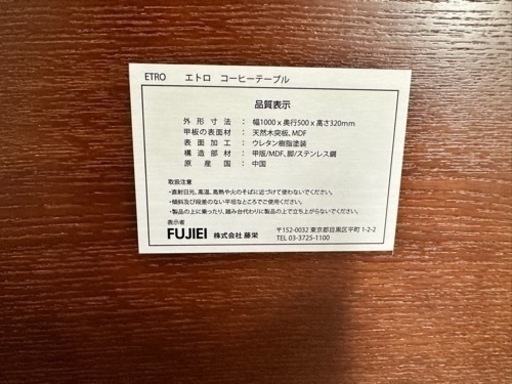 ETRO エトロ コーヒーテーブル
品質表示
外形寸法 : 幅1000 x 奥行500 x 高さ320mm
甲板の表面材 : 天然木突板、MDF
表面加工 : ウレタン樹脂塗装
構造部材 : 甲版/MDF、脚/ステンレス鋼
原産国 : 中国
取扱注意
・直射日光、高温、高熱や火のそばに近づけて使わないでください。
・傾斜及び段差のない平坦なところでご使用ください。
・製品の上に乗ったり、踏み台代わりに製品の上で立ち上がらないでください。
表示者
FUJIEI 株式会社 藤栄 〒152-0032 東京都目黒区平町 1-2-2
TEL 03-3725-1100